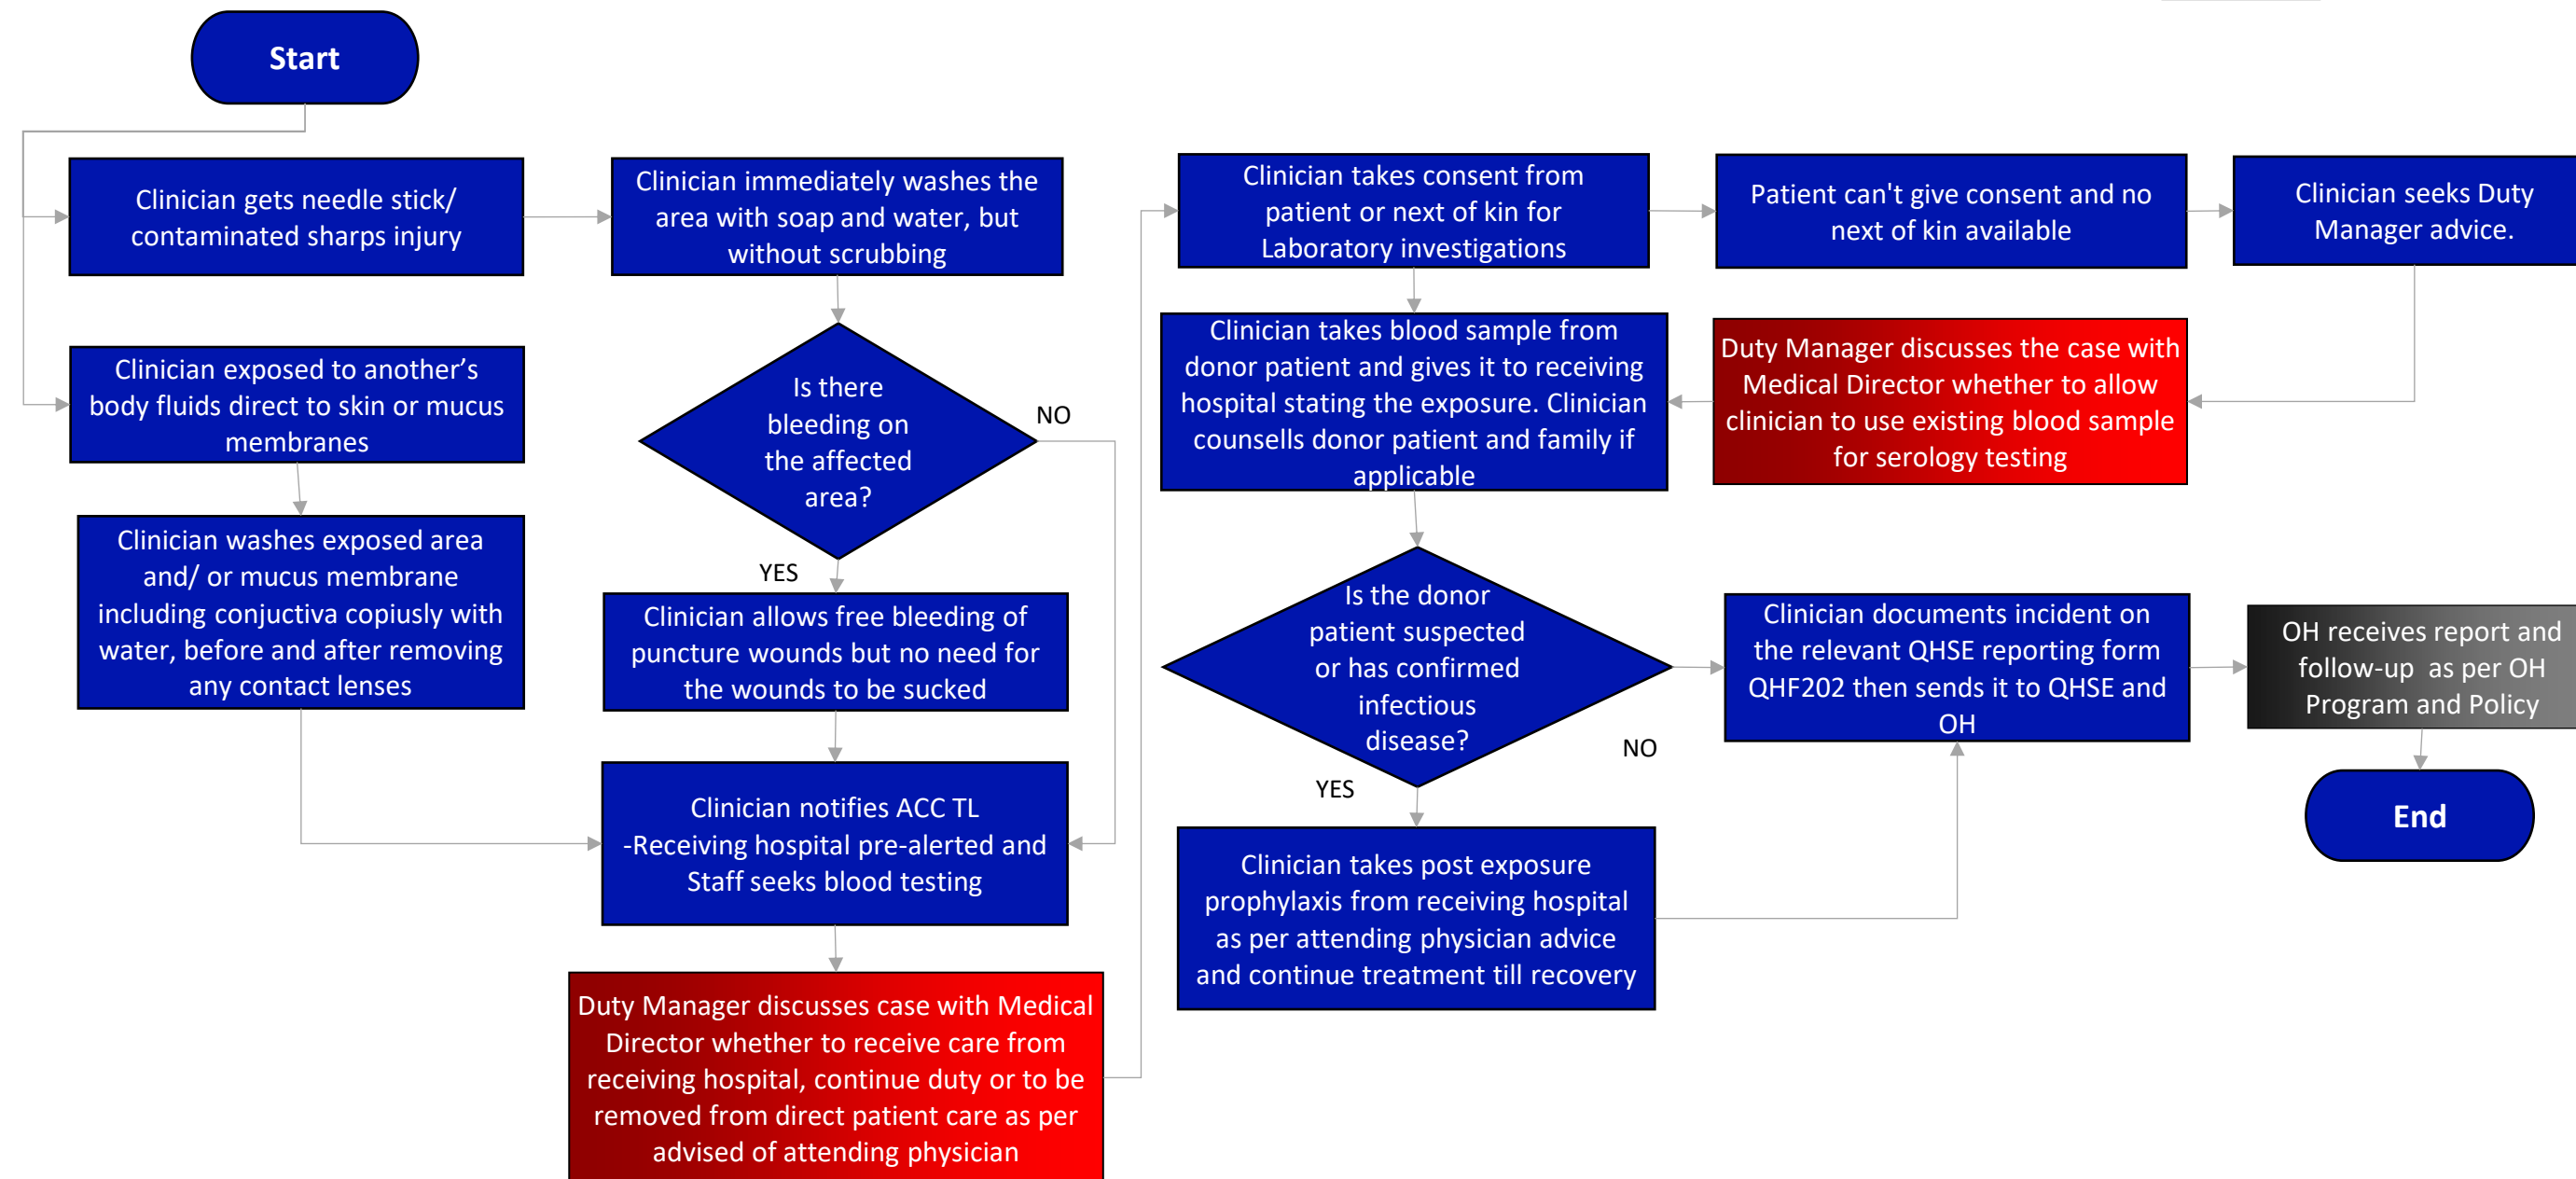 Start
Clinician gets needle stick/
contaminated sharps injury
Clinician exposed to another’s
body fluids direct to skin or mucus
membranes
Clinician washes exposed area
and/ or mucus membrane
including conjuctiva copiusly with
water, before and after removing
any contact lenses
Clinician immediately washes the
area with soap and water, but
without scrubbing
Is there
bleeding on
the affected
area?
NO
YES
Clinician allows free bleeding of
puncture wounds but no need for
the wounds to be sucked
Clinician notifies ACC TL
-Receiving hospital pre-alerted and
Staff seeks blood testing
Duty Manager discusses case with Medical
Director whether to receive care from
receiving hospital, continue duty or to be
removed from direct patient care as per
advised of attending physician
Clinician takes consent from
patient or next of kin for
Laboratory investigations
Patient can't give consent and no
next of kin available
Clinician seeks Duty
Manager advice.
Duty Manager discusses the case with
Medical Director whether to allow
clinician to use existing blood sample
for serology testing
Clinician takes blood sample from
donor patient and gives it to receiving
hospital stating the exposure. Clinician
counsells donor patient and family if
applicable
Is the donor
patient suspected
or has confirmed
infectious
disease?
NO
YES
Clinician takes post exposure
prophylaxis from receiving hospital
as per attending physician advice
and continue treatment till recovery
Clinician documents incident on
the relevant QHSE reporting form
QHF202 then sends it to QHSE and
OH
OH receives report and
follow-up as per OH
Program and Policy
End